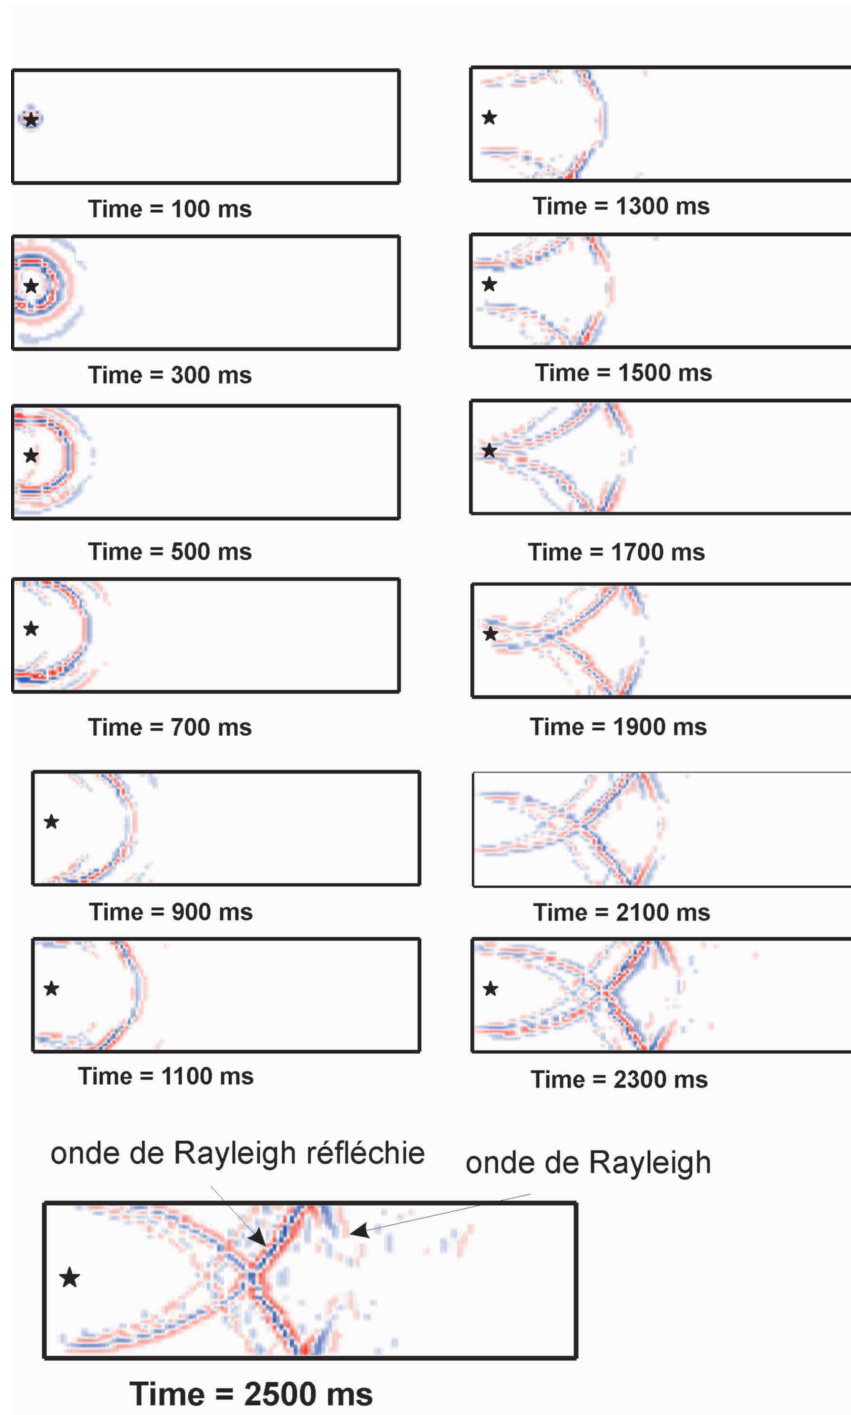 Time = 100 ms
Time = 300 ms
Time = 500 ms
Time = 700 ms
Time = 900 ms
Time = 1100 ms
Time = 1300 ms
Time = 1500 ms
Time = 1700 ms
Time = 1900 ms
Time = 2100 ms
Time = 2300 ms
onde de Rayleigh réfléchie
onde de Rayleigh
Time = 2500 ms